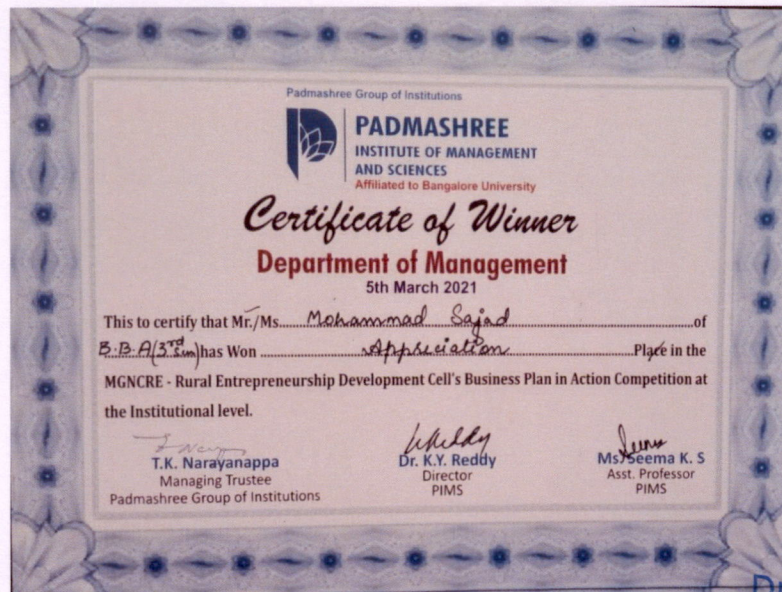 Padmashree Group of Institutions
PADMASHREE
INSTITUTE OF MANAGEMENT
AND SCIENCES
Affiliated to Bangalore University
Certificate of Winner
Department of Management
5th March 2021
This to certify that Mr./Ms. Mohammad Sajad of
B.B.A (3rd Sem) has Won Appreciation Place in the
MGNCRE - Rural Entrepreneurship Development Cell's Business Plan in Action Competition at
the Institutional level.
T.K. Narayanappa Dr. K.Y. Reddy Ms. Seema K. S
Managing Trustee Director Asst. Professor
Padmashree Group of Institutions PIMS PIMS